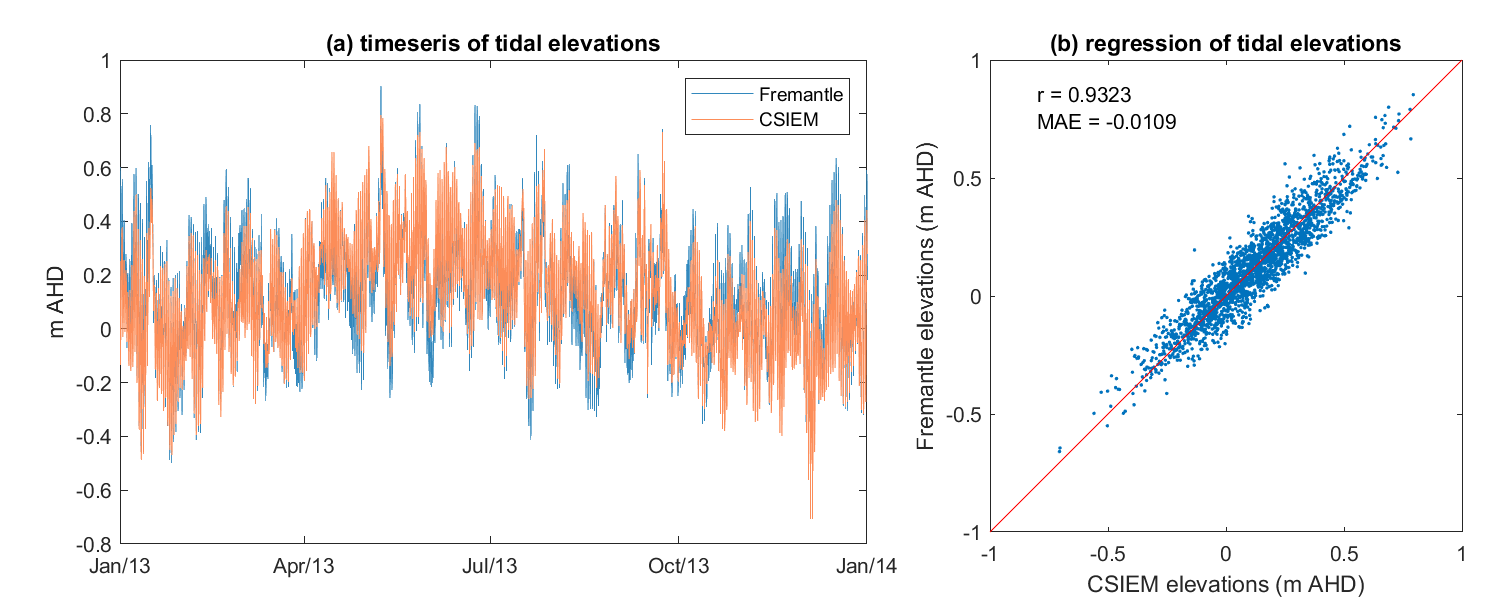 (a) timeseris of tidal elevations
1
0.8
0.6
0.4
0.2
0
-0.2
-0.4
-0.6
-0.8
m AHD
Jan/13
Apr/13
Jul/13
Oct/13
Jan/14
Fremantle
CSIEM
(b) regression of tidal elevations
r = 0.9323
MAE = -0.0109
1
0.5
0
-0.5
-1
Fremantle elevations (m AHD)
-1
-0.5
0
0.5
1
CSIEM elevations (m AHD)